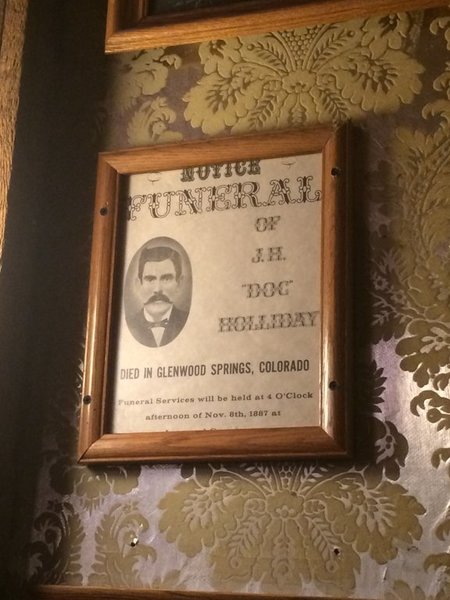 NOTICE
FUNERAL
OF
J.H.
"DOC"
HOLLIDAY
DIED IN GLENWOOD SPRINGS, COLORADO
Funeral Services will be held at 4 O'Clock
afternoon of Nov. 8th, 1887 at